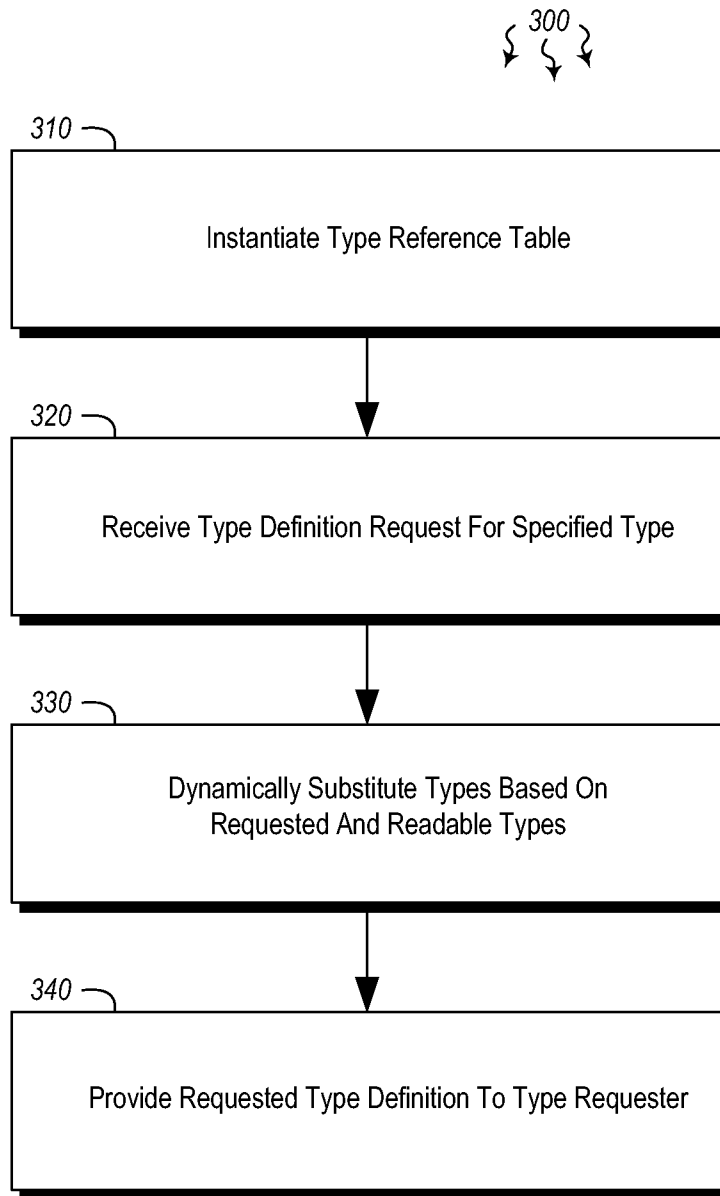 300
310
Instantiate Type Reference Table
320
Receive Type Definition Request For Specified Type
330
Dynamically Substitute Types Based On
Requested And Readable Types
340
Provide Requested Type Definition To Type Requester